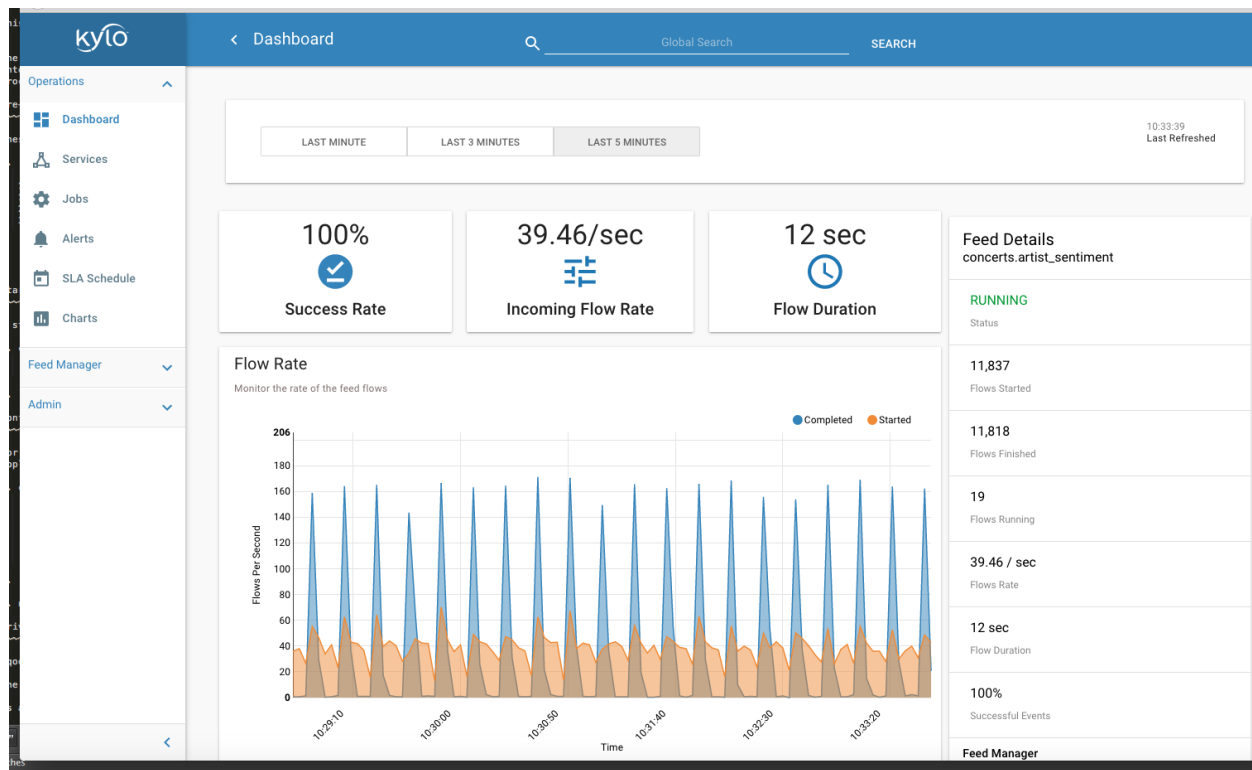 kylo
Dashboard
Global Search
SEARCH
Operations
Dashboard
Services
Jobs
Alerts
SLA Schedule
Charts
Feed Manager
Admin
LAST MINUTE
LAST 3 MINUTES
LAST 5 MINUTES
10:33:39
Last Refreshed
100%
Success Rate
39.46/sec
Incoming Flow Rate
12 sec
Flow Duration
Flow Rate
Monitor the rate of the feed flows
Completed
Started
206
180
160
140
120
100
80
60
40
20
0
Flows Per Second
10:29:10
10:30:00
10:30:50
10:31:40
10:32:30
10:33:20
Time
Feed Details
concerts.artist_sentiment
RUNNING
Status
11,837
Flows Started
11,818
Flows Finished
19
Flows Running
39.46 / sec
Flows Rate
12 sec
Flow Duration
100%
Successful Events
Feed Manager